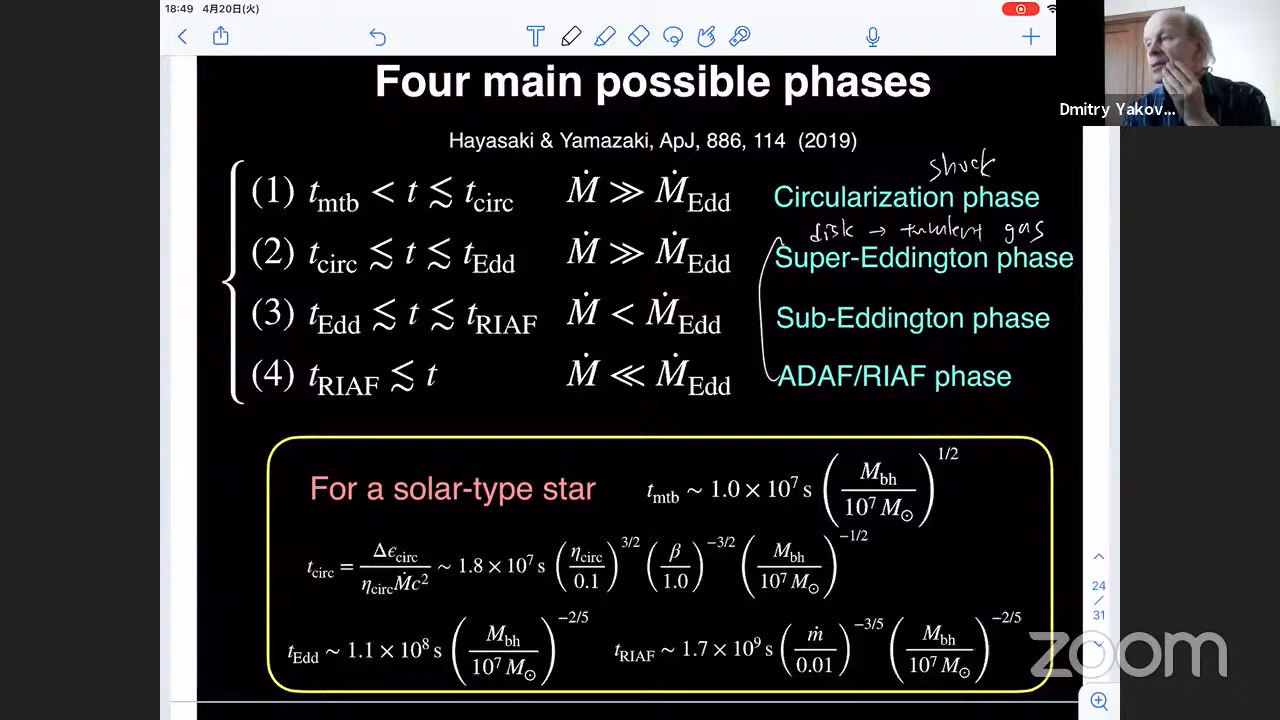 18:49 4月20日(火)
Four main possible phases
Dmitry Yakov...
Hayasaki & Yamazaki, ApJ, 886, 114 (2019)
shock
(1) t_mtb < t ≲ t_circ Ṁ ≫ Ṁ_Edd Circularization phase
disk → turbulent gas
(2) t_circ ≲ t ≲ t_Edd Ṁ ≫ Ṁ_Edd Super-Eddington phase
(3) t_Edd ≲ t ≲ t_RIAF Ṁ < Ṁ_Edd Sub-Eddington phase
(4) t_RIAF ≲ t Ṁ ≪ Ṁ_Edd ADAF/RIAF phase
For a solar-type star t_mtb ~ 1.0 × 10^7 s (M_bh / 10^7 M_⊙)^1/2
t_circ = Δϵ_circ / η_circ Ṁc^2 ~ 1.8 × 10^7 s (η_circ / 0.1)^3/2 (β / 1.0)^−3/2 (M_bh / 10^7 M_⊙)^−1/2
t_Edd ~ 1.1 × 10^8 s (M_bh / 10^7 M_⊙)^−2/5 t_RIAF ~ 1.7 × 10^9 s (ṁ / 0.01)^−3/5 (M_bh / 10^7 M_⊙)^−2/5
24
/
31
zoom